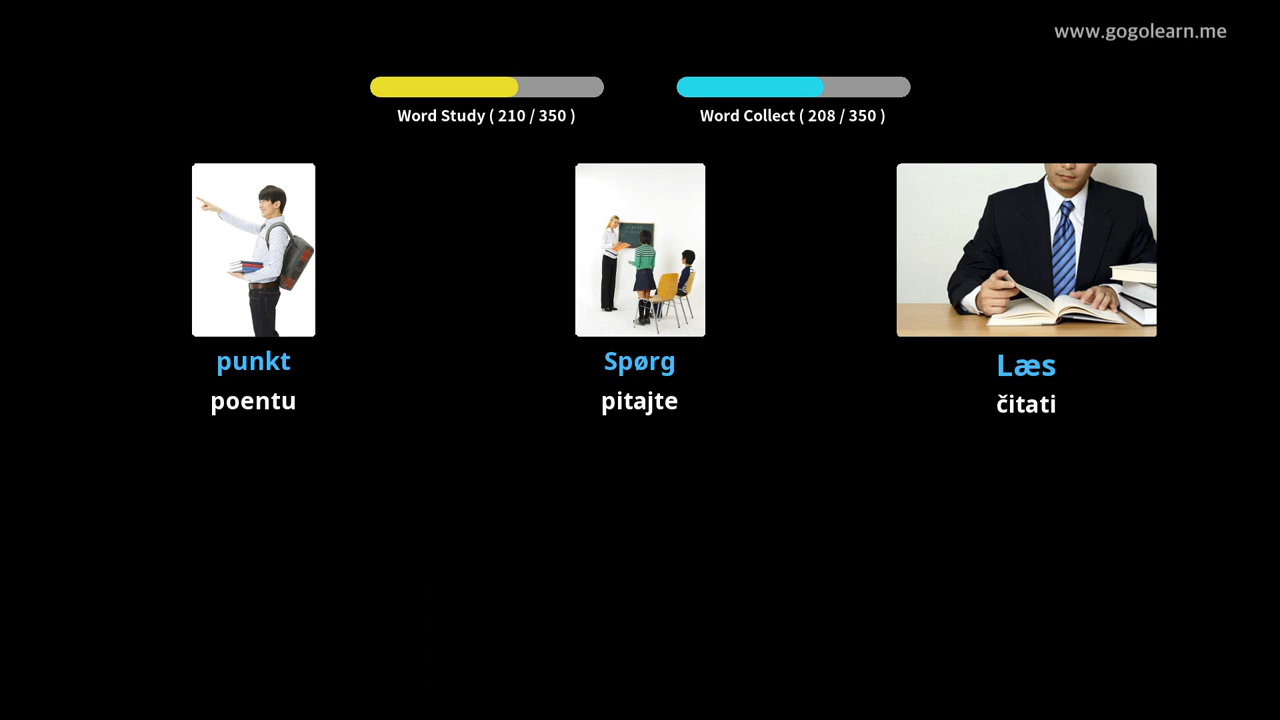 www.gogolearn.me
Word Study ( 210 / 350 )
Word Collect ( 208 / 350 )
punkt
poentu
Spørg
pitajte
Læs
čitati